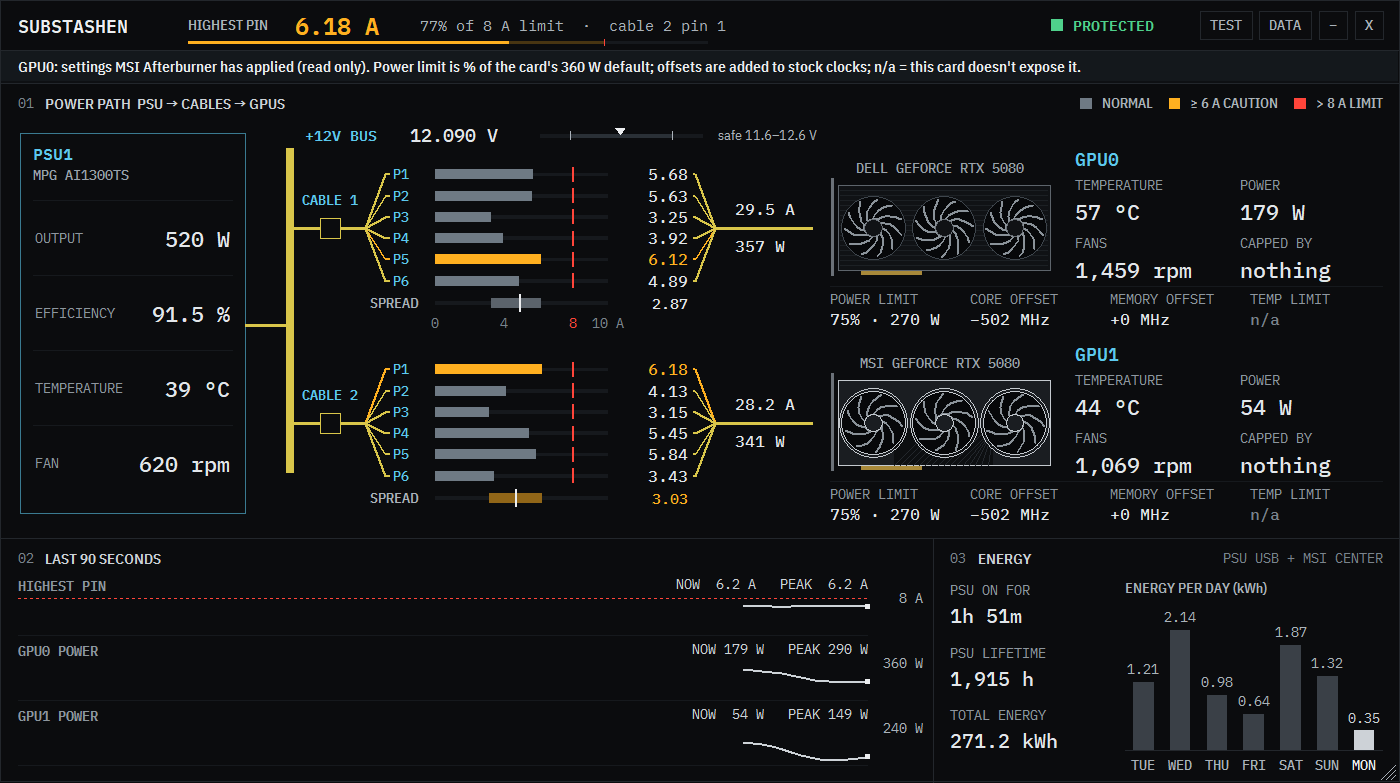 SUBSTASHEN HIGHEST PIN 6.18 A 77% of 8 A limit · cable 2 pin 1 PROTECTED TEST DATA − X
GPU0: settings MSI Afterburner has applied (read only). Power limit is % of the card's 360 W default; offsets are added to stock clocks; n/a = this card doesn't expose it.
01 POWER PATH PSU → CABLES → GPUS NORMAL ≥ 6 A CAUTION > 8 A LIMIT
PSU1
MPG AI1300TS
OUTPUT 520 W
EFFICIENCY 91.5 %
TEMPERATURE 39 °C
FAN 620 rpm
+12V BUS 12.090 V safe 11.6–12.6 V
CABLE 1
P1 5.68
P2 5.63
P3 3.25
P4 3.92
P5 6.12
P6 4.89
SPREAD 2.87
0 4 8 10 A
29.5 A
357 W
CABLE 2
P1 6.18
P2 4.13
P3 3.15
P4 5.45
P5 5.84
P6 3.43
SPREAD 3.03
28.2 A
341 W
DELL GEFORCE RTX 5080
GPU0
TEMPERATURE POWER
57 °C 179 W
FANS CAPPED BY
1,459 rpm nothing
POWER LIMIT CORE OFFSET MEMORY OFFSET TEMP LIMIT
75% · 270 W −502 MHz +0 MHz n/a
MSI GEFORCE RTX 5080
GPU1
TEMPERATURE POWER
44 °C 54 W
FANS CAPPED BY
1,069 rpm nothing
POWER LIMIT CORE OFFSET MEMORY OFFSET TEMP LIMIT
75% · 270 W −502 MHz +0 MHz n/a
02 LAST 90 SECONDS
HIGHEST PIN NOW 6.2 A PEAK 6.2 A
8 A
GPU0 POWER NOW 179 W PEAK 290 W
360 W
GPU1 POWER NOW 54 W PEAK 149 W
240 W
03 ENERGY PSU USB + MSI CENTER
PSU ON FOR
1h 51m
PSU LIFETIME
1,915 h
TOTAL ENERGY
271.2 kWh
ENERGY PER DAY (kWh)
1.21 2.14 0.98 0.64 1.87 1.32 0.35
TUE WED THU FRI SAT SUN MON